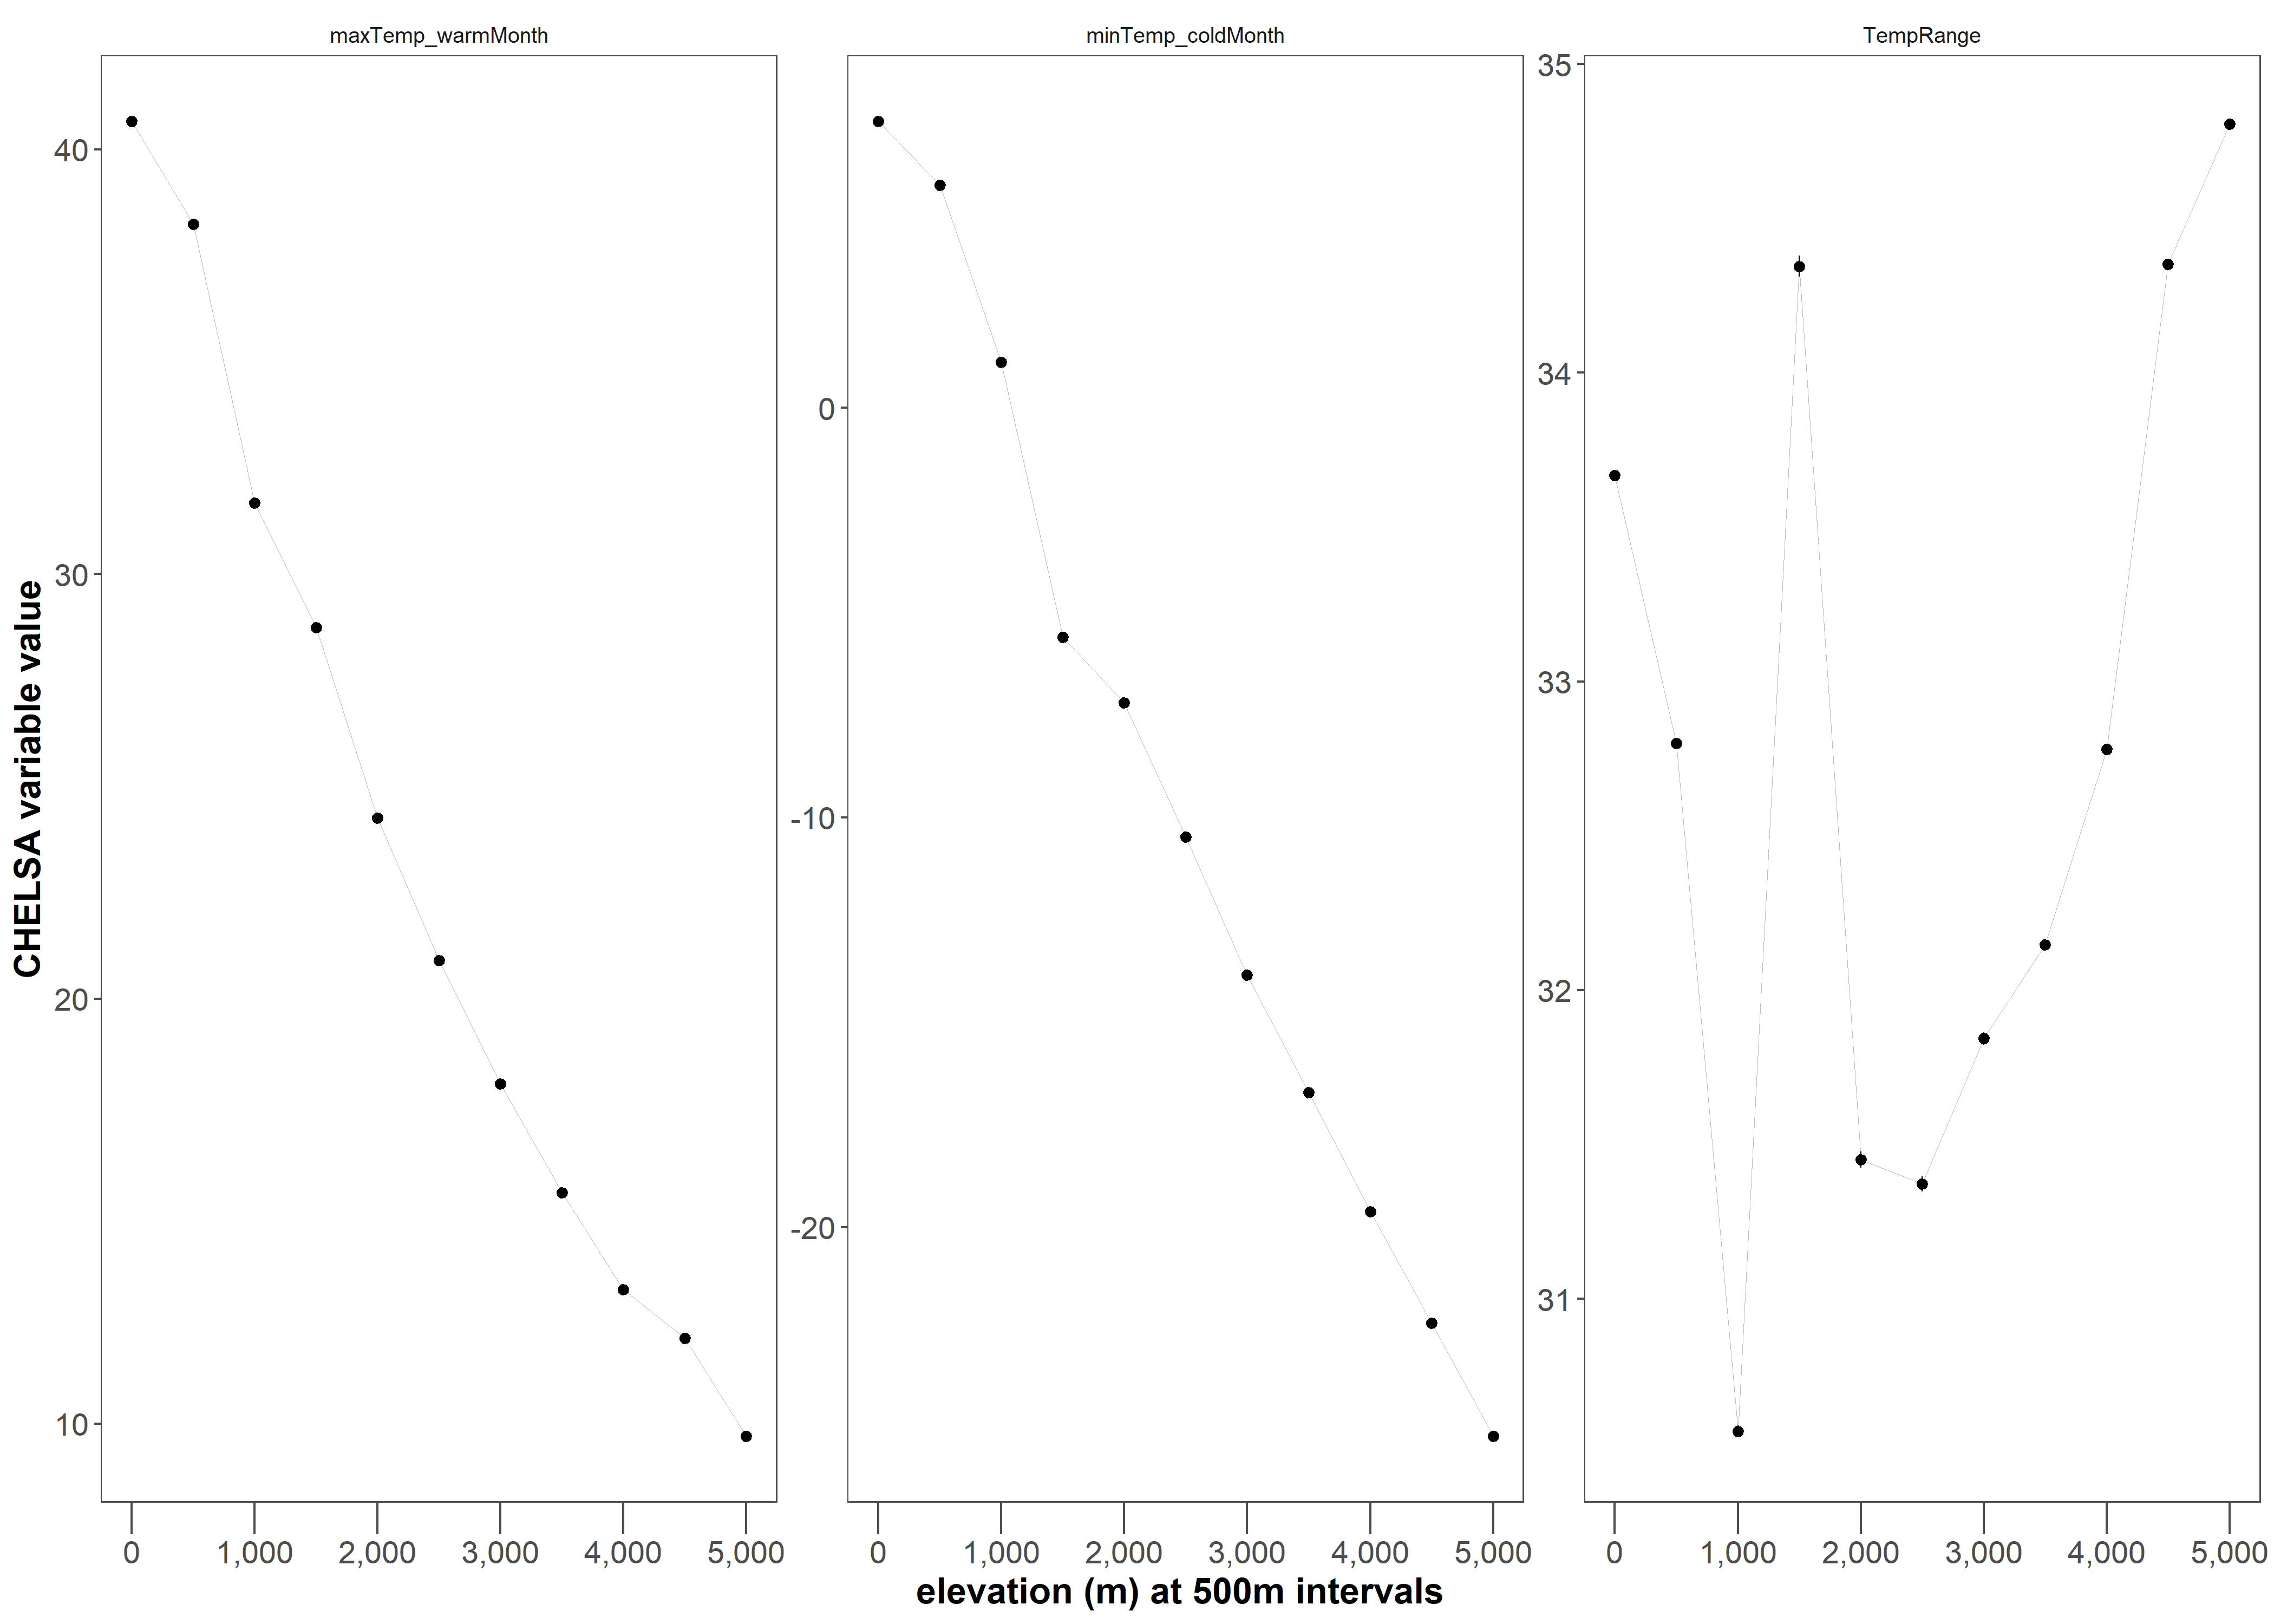 maxTemp_warmMonth
minTemp_coldMonth
TempRange
CHELSA variable value
40
30
20
10
0
-10
-20
35
34
33
32
31
0 1,000 2,000 3,000 4,000 5,000
0 1,000 2,000 3,000 4,000 5,000
0 1,000 2,000 3,000 4,000 5,000
elevation (m) at 500m intervals